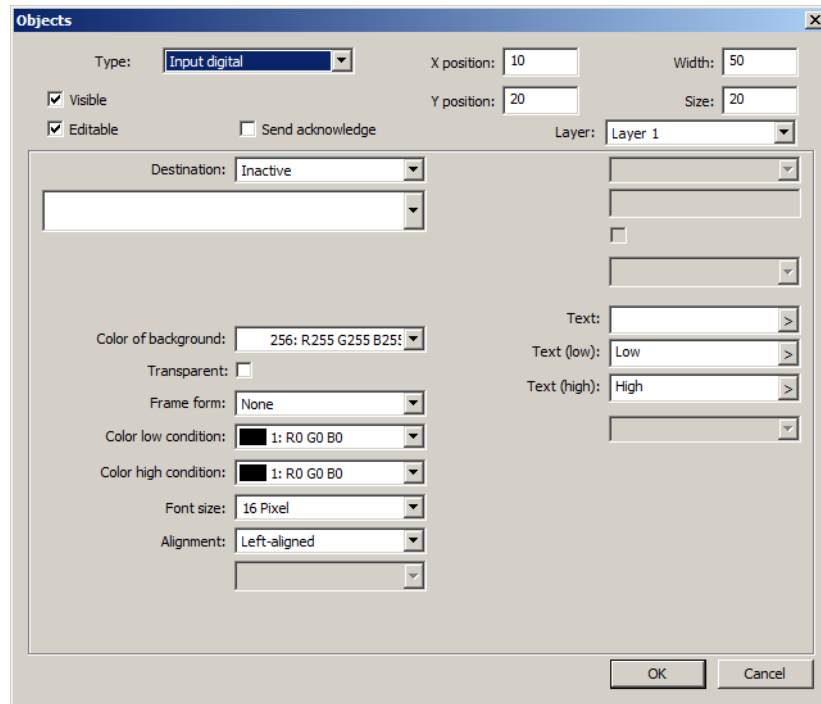 Objects
Type: Input digital X position: 10 Width: 50
Visible Y position: 20 Size: 20
Editable Send acknowledge Layer: Layer 1
Destination: Inactive
Text:
Color of background: 256: R255 G255 B255
Text (low): Low >
Transparent:
Text (high): High >
Frame form: None
Color low condition: 1: R0 G0 B0
Color high condition: 1: R0 G0 B0
Font size: 16 Pixel
Alignment: Left-aligned
OK Cancel